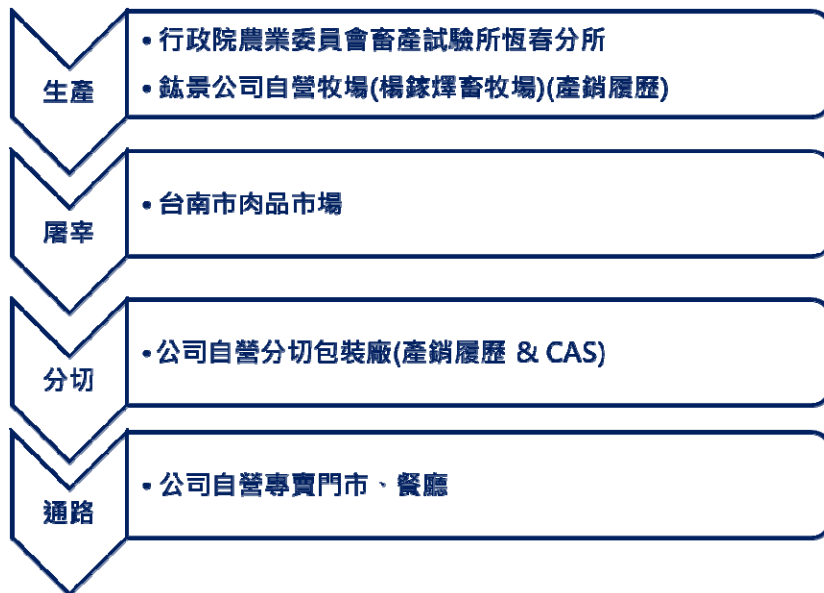 生產
• 行政院農業委員會畜產試驗所恆春分所
• 鈜景公司自營牧場(楊鎵燡畜牧場)(產銷履歷)
屠宰
• 台南市肉品市場
分切
• 公司自營分切包裝廠(產銷履歷 & CAS)
通路
• 公司自營專賣門市、餐廳